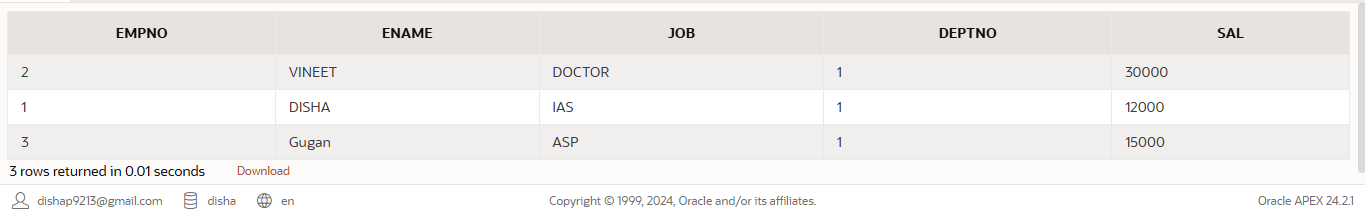 EMPNO ENAME JOB DEPTNO SAL
2 VINEET DOCTOR 1 30000
1 DISHA IAS 1 12000
3 Gugan ASP 1 15000
3 rows returned in 0.01 seconds Download
dishap9213@gmail.com disha en Copyright © 1999, 2024, Oracle and/or its affiliates. Oracle APEX 24.2.1